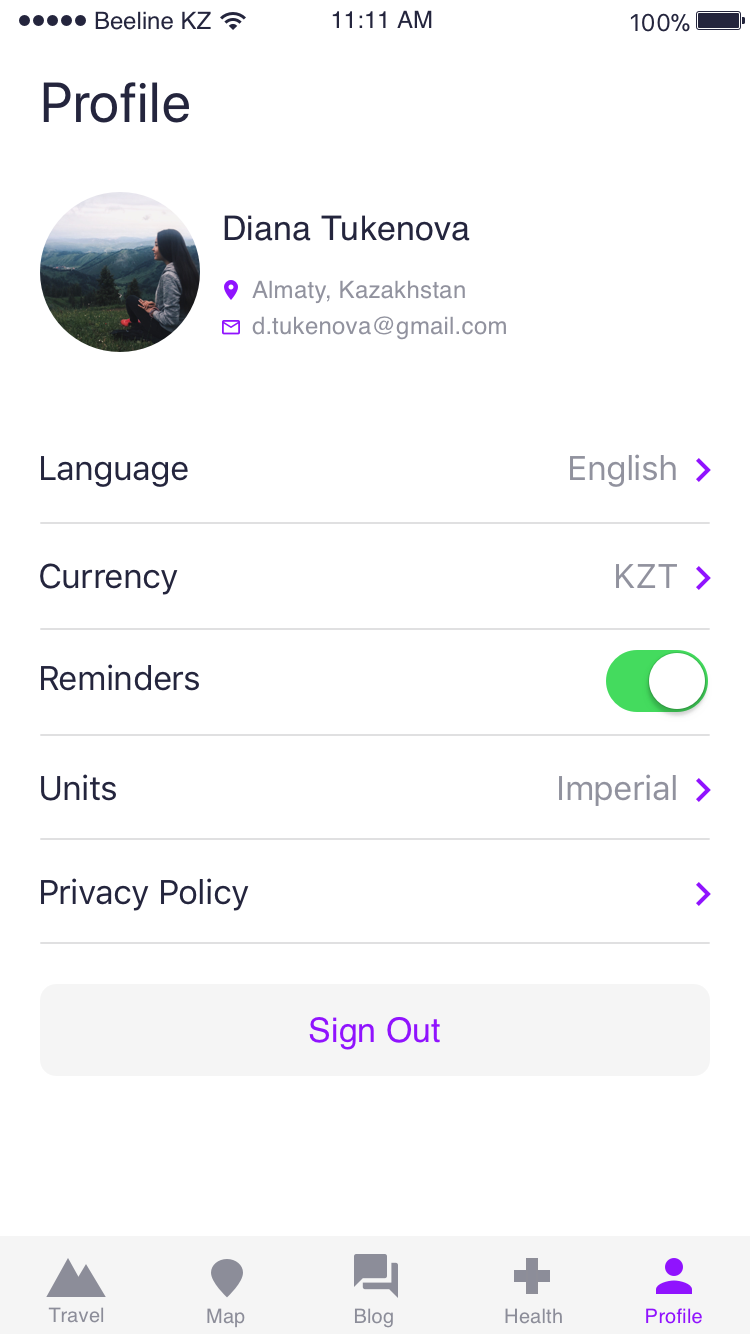 Beeline KZ 11:11 AM 100%
Profile
Diana Tukenova
Almaty, Kazakhstan
d.tukenova@gmail.com
Language English
Currency KZT
Reminders
Units Imperial
Privacy Policy
Sign Out
Travel Map Blog Health Profile